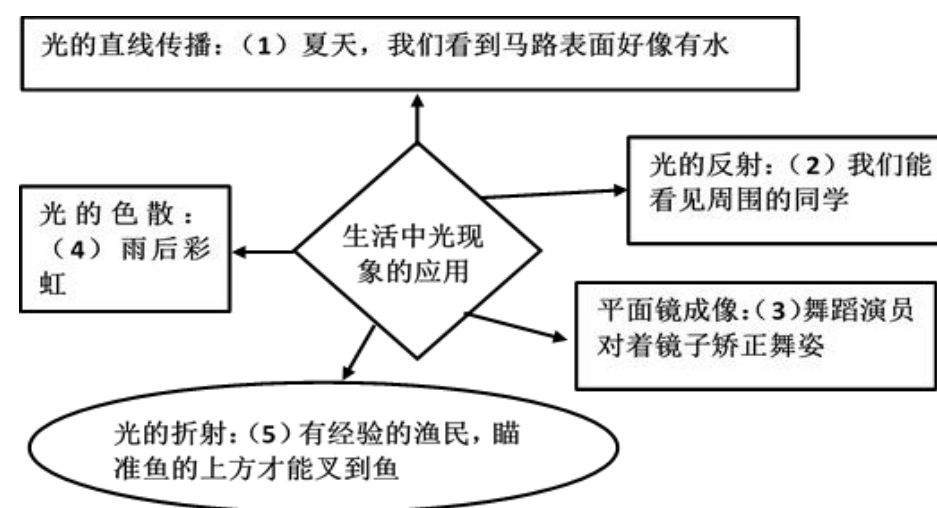 光的直线传播：（1）夏天，我们看到马路表面好像有水
光的反射：（2）我们能
看见周围的同学
光的色散：
（4）雨后彩
虹
生活中光现
象的应用
平面镜成像：（3）舞蹈演员
对着镜子矫正舞姿
光的折射：（5）有经验的渔民，瞄
准鱼的上方才能叉到鱼